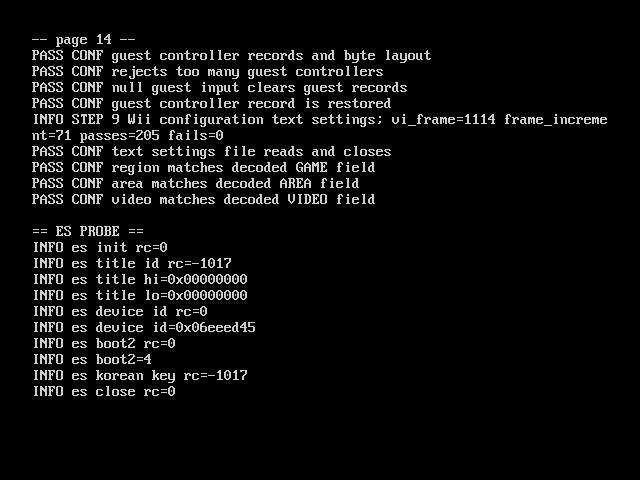 -- page 14 --
PASS CONF guest controller records and byte layout
PASS CONF rejects too many guest controllers
PASS CONF null guest input clears guest records
PASS CONF guest controller record is restored
INFO STEP 9 Wii configuration text settings; vi_frame=1114 frame_increme
nt=71 passes=205 fails=0
PASS CONF text settings file reads and closes
PASS CONF region matches decoded GAME field
PASS CONF area matches decoded AREA field
PASS CONF video matches decoded VIDEO field
== ES PROBE ==
INFO es init rc=0
INFO es title id rc=-1017
INFO es title hi=0x00000000
INFO es title lo=0x00000000
INFO es device id rc=0
INFO es device id=0x06eeed45
INFO es boot2 rc=0
INFO es boot2=4
INFO es korean key rc=-1017
INFO es close rc=0